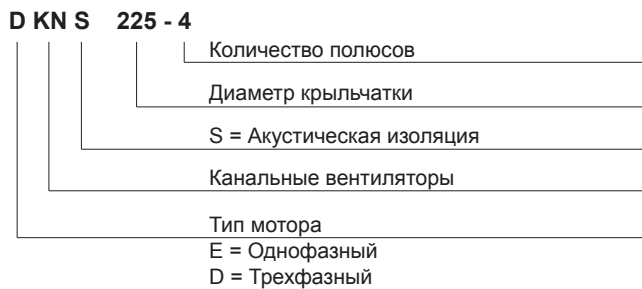 D KN S 225 - 4
Количество полюсов
Диаметр крыльчатки
S = Акустическая изоляция
Канальные вентиляторы
Тип мотора
E = Однофазный
D = Трехфазный